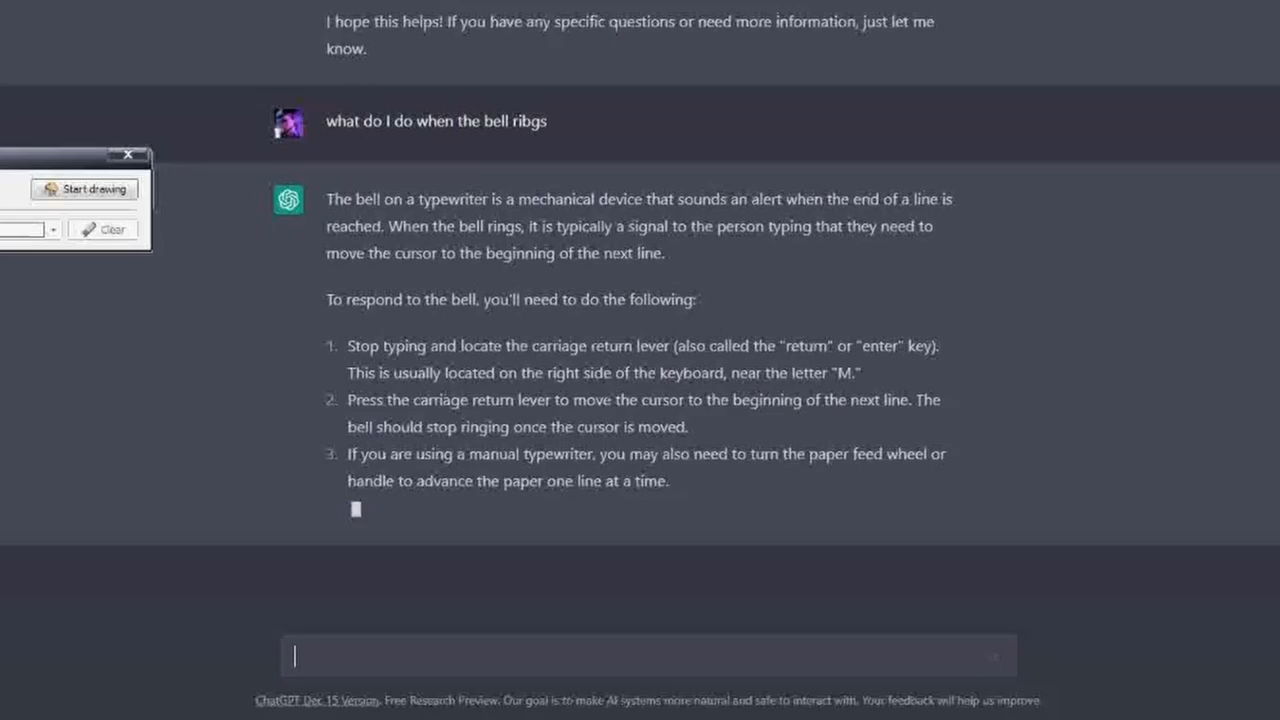 I hope this helps! If you have any specific questions or need more information, just let me
know.
what do I do when the bell ribgs
Start drawing
Clear
The bell on a typewriter is a mechanical device that sounds an alert when the end of a line is
reached. When the bell rings, it is typically a signal to the person typing that they need to
move the cursor to the beginning of the next line.
To respond to the bell, you'll need to do the following:
1. Stop typing and locate the carriage return lever (also called the "return" or "enter" key).
This is usually located on the right side of the keyboard, near the letter "M."
2. Press the carriage return lever to move the cursor to the beginning of the next line. The
bell should stop ringing once the cursor is moved.
3. If you are using a manual typewriter, you may also need to turn the paper feed wheel or
handle to advance the paper one line at a time.
ChatGPT Dec 15 Version. Free Research Preview. Our goal is to make AI systems more natural and safe to interact with. Your feedback will help us improve.